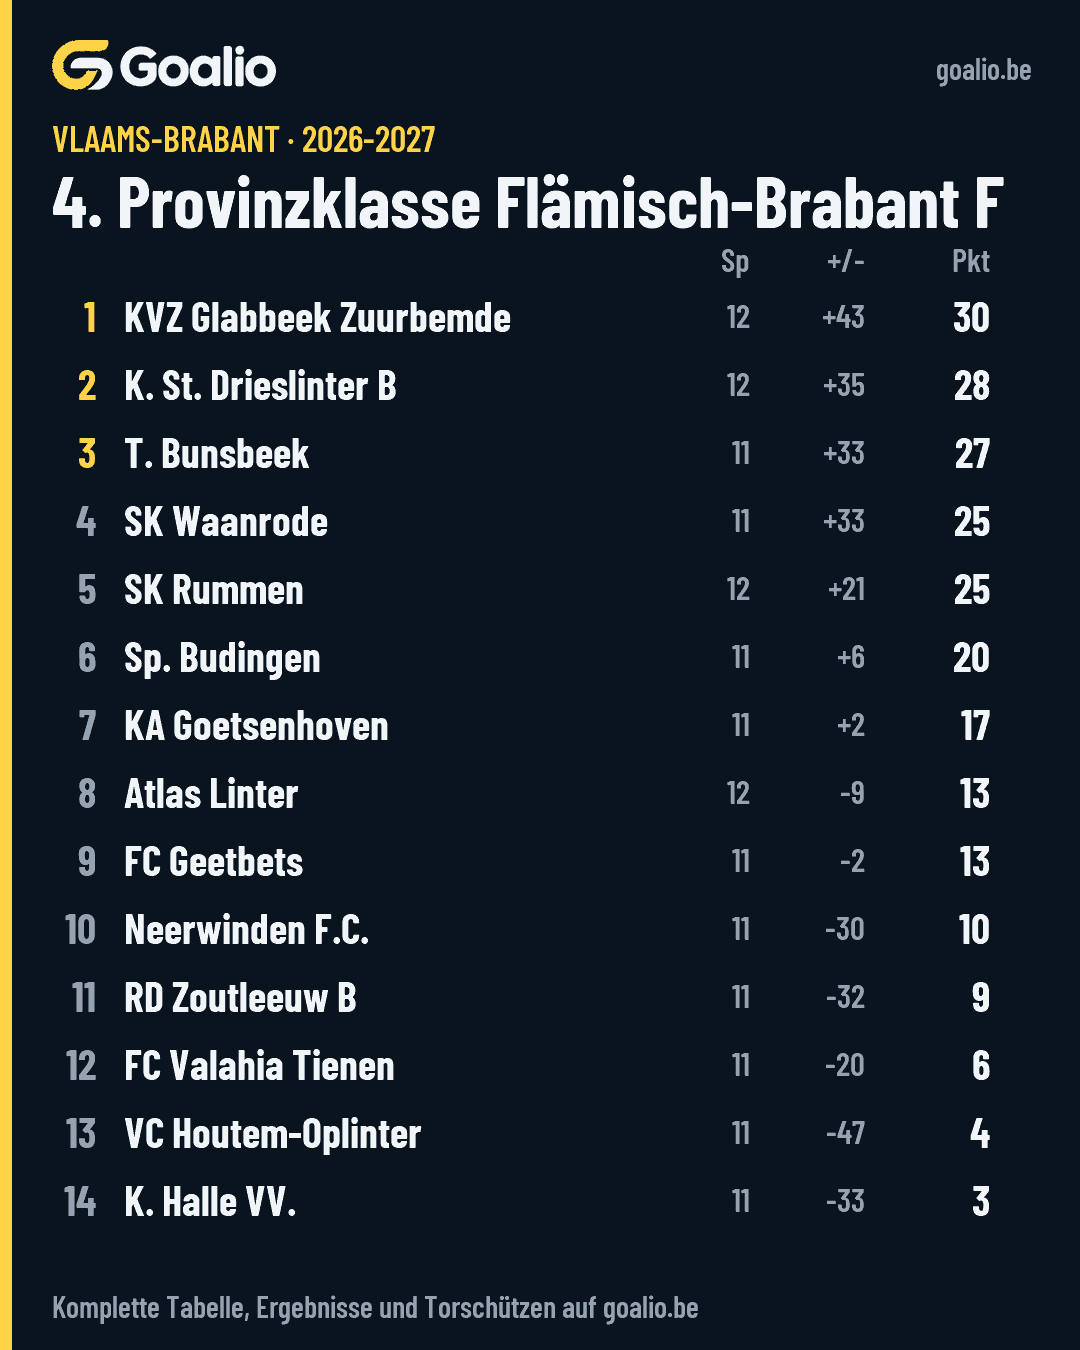 Goalio
goalio.be
VLAAMS-BRABANT · 2026-2027
4. Provinzklasse Flämisch-Brabant F
Sp +/- Pkt
1 KVZ Glabbeek Zuurbemde 12 +43 30
2 K. St. Drieslinter B 12 +35 28
3 T. Bunsbeek 11 +33 27
4 SK Waanrode 11 +33 25
5 SK Rummen 12 +21 25
6 Sp. Budingen 11 +6 20
7 KA Goetsenhoven 11 +2 17
8 Atlas Linter 12 -9 13
9 FC Geetbets 11 -2 13
10 Neerwinden F.C. 11 -30 10
11 RD Zoutleeuw B 11 -32 9
12 FC Valahia Tienen 11 -20 6
13 VC Houtem-Oplinter 11 -47 4
14 K. Halle VV. 11 -33 3
Komplette Tabelle, Ergebnisse und Torschützen auf goalio.be